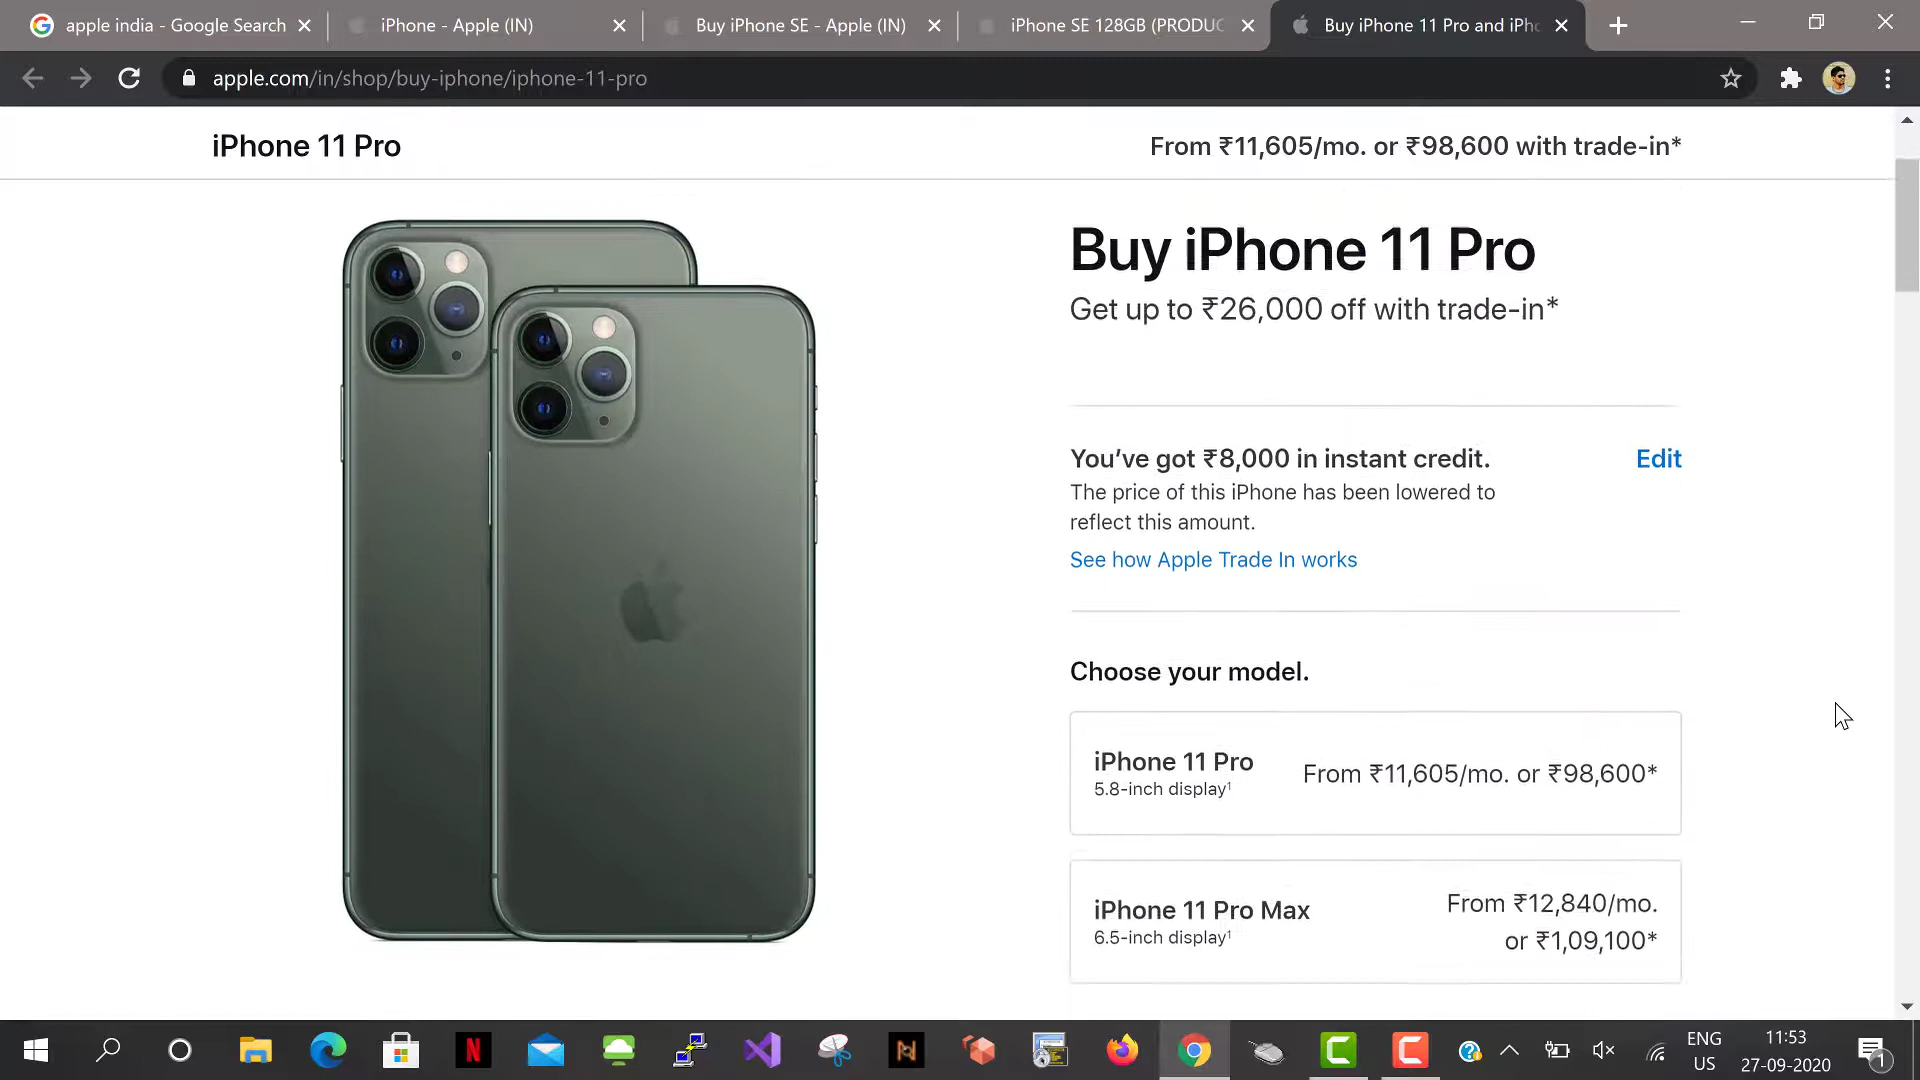 apple india - Google Search
iPhone - Apple (IN)
Buy iPhone SE - Apple (IN)
iPhone SE 128GB (PRODUC
Buy iPhone 11 Pro and iPho
apple.com/in/shop/buy-iphone/iphone-11-pro
iPhone 11 Pro
From ₹11,605/mo. or ₹98,600 with trade-in*
Buy iPhone 11 Pro
Get up to ₹26,000 off with trade-in*
You’ve got ₹8,000 in instant credit.
Edit
The price of this iPhone has been lowered to
reflect this amount.
See how Apple Trade In works
Choose your model.
iPhone 11 Pro
5.8-inch display¹
From ₹11,605/mo. or ₹98,600*
iPhone 11 Pro Max
6.5-inch display¹
From ₹12,840/mo.
or ₹1,09,100*
ENG
US
11:53
27-09-2020
1